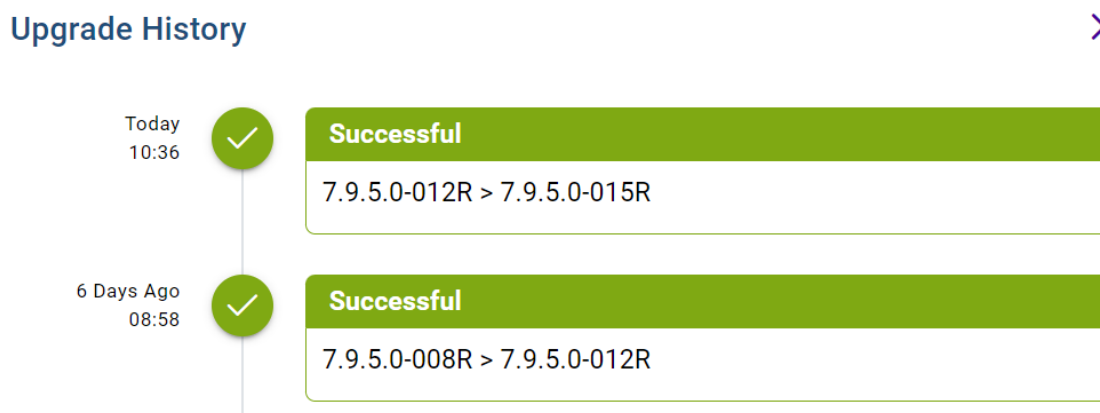 Upgrade History
Today
10:36
Successful
7.9.5.0-012R > 7.9.5.0-015R
6 Days Ago
08:58
Successful
7.9.5.0-008R > 7.9.5.0-012R